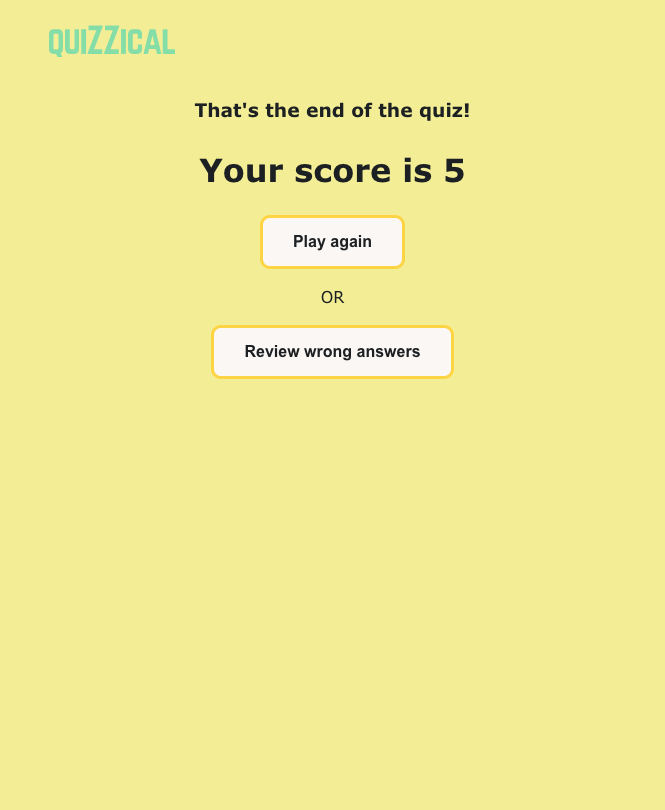 QUIZZICAL
That's the end of the quiz!
Your score is 5
Play again
OR
Review wrong answers